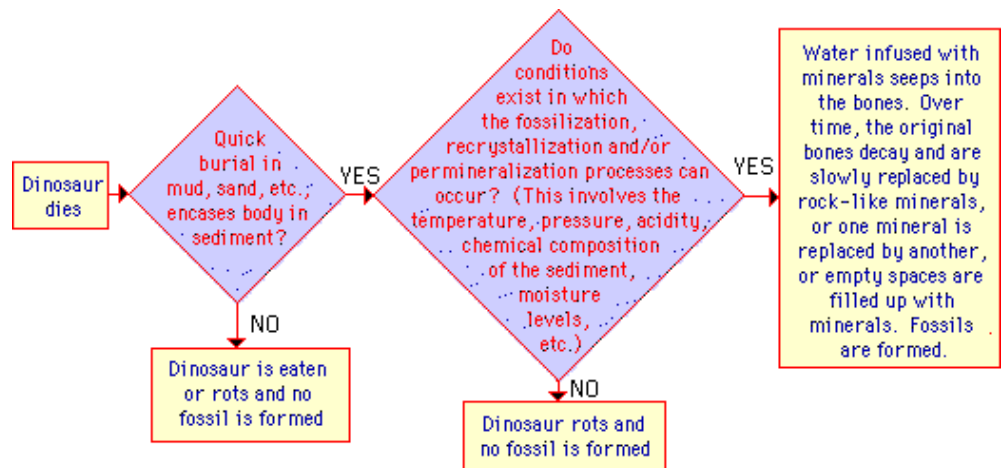 Dinosaur
dies
Quick
burial in
mud, sand, etc.,
encases body in
sediment?
YES
NO
Dinosaur is eaten
or rots and no
fossil is formed
Do
conditions
exist in which
the fossilization,
recrystallization and/or
permineralization processes can
occur? (This involves the
temperature, pressure, acidity,
chemical composition
of the sediment,
moisture
levels,
etc.)
YES
NO
Dinosaur rots and
no fossil is formed
Water infused with
minerals seeps into
the bones. Over
time, the original
bones decay and are
slowly replaced by
rock-like minerals,
or one mineral is
replaced by another,
or empty spaces are
filled up with
minerals. Fossils
are formed.